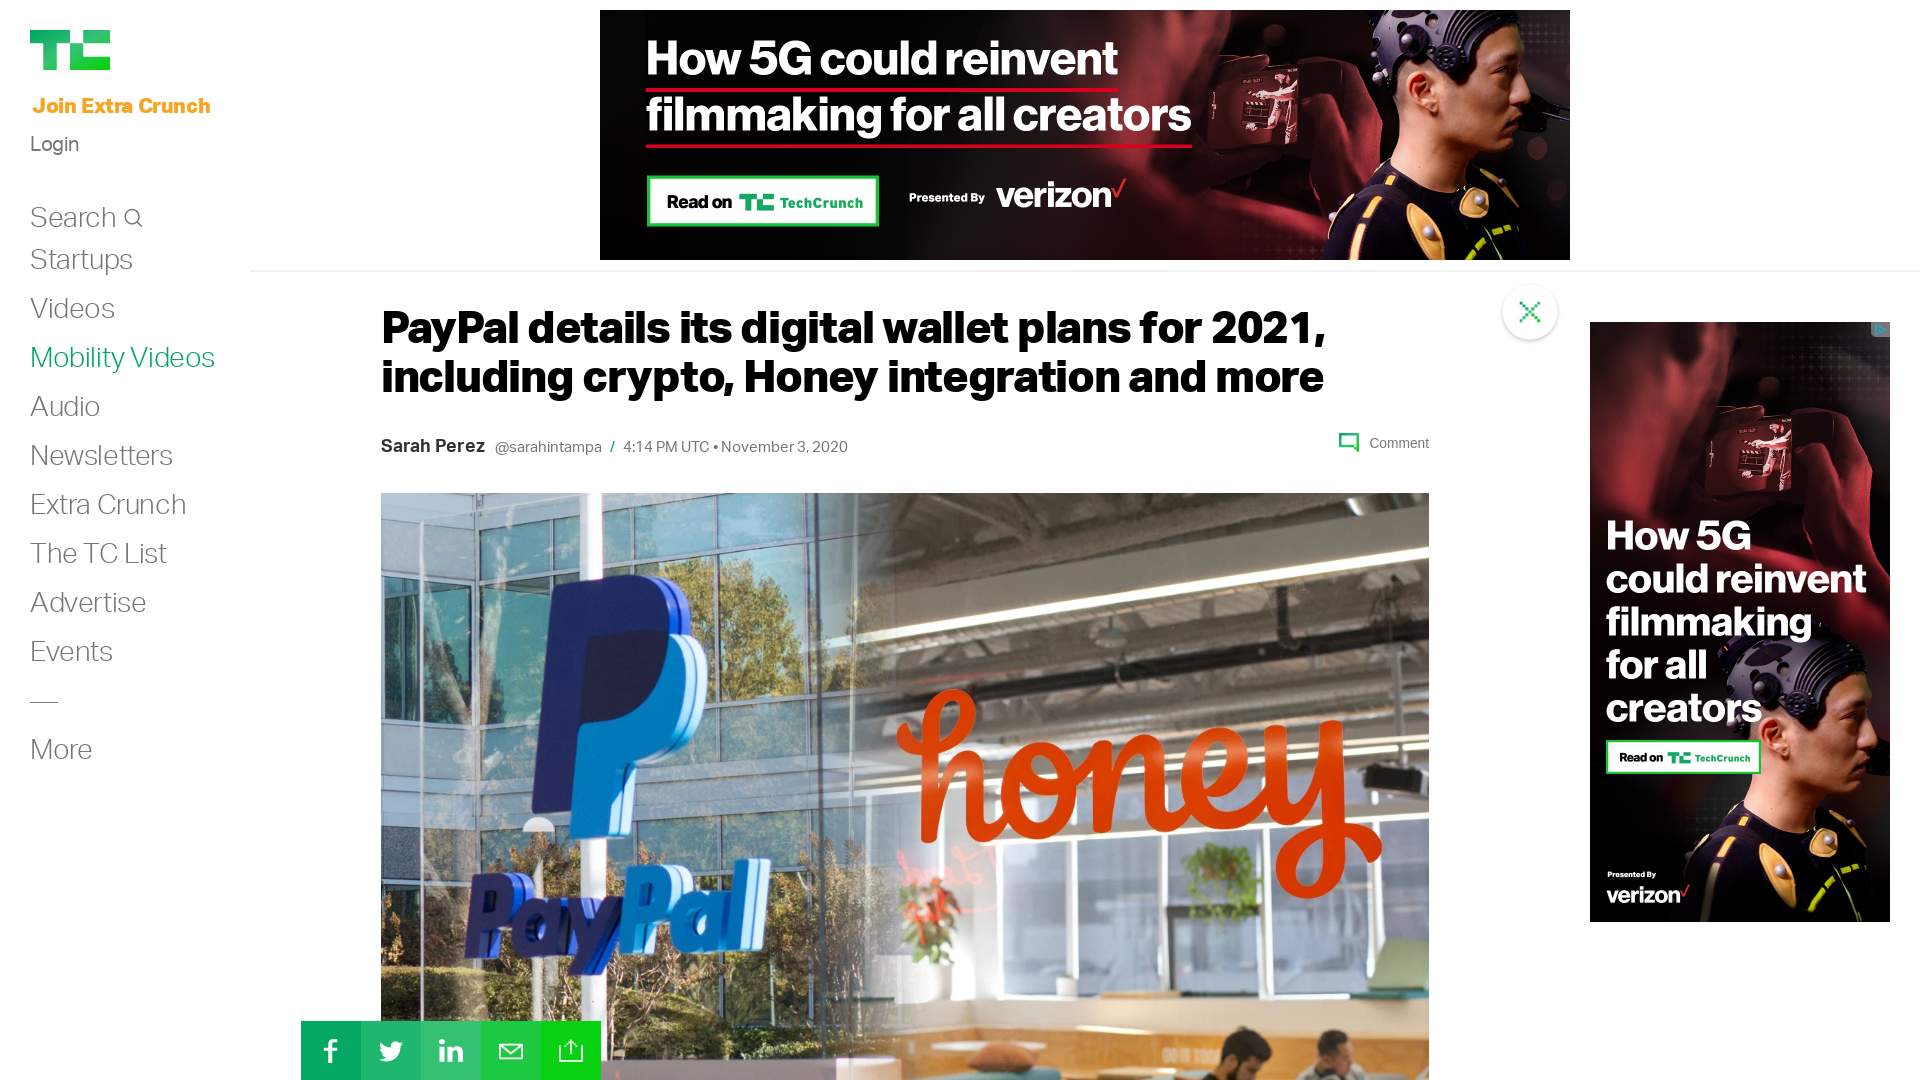 Join Extra Crunch
Login
Search
Startups
Videos
Mobility Videos
Audio
Newsletters
Extra Crunch
The TC List
Advertise
Events
More
How 5G could reinvent
filmmaking for all creators
Read on TC TechCrunch
Presented By verizon
PayPal details its digital wallet plans for 2021,
including crypto, Honey integration and more
Sarah Perez @sarahintampa / 4:14 PM UTC • November 3, 2020
Comment
PayPal
honey
How 5G
could reinvent
filmmaking
for all
creators
Read on TC TechCrunch
Presented By
verizon